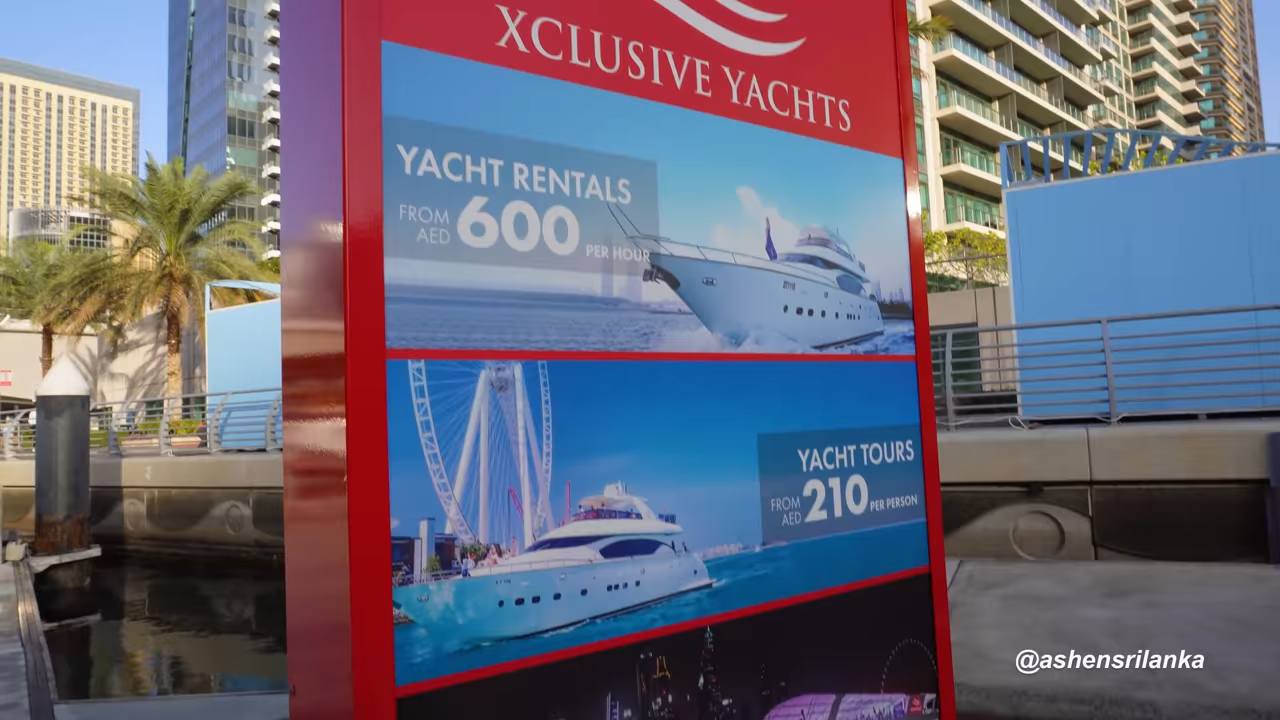 XCLUSIVE YACHTS
YACHT RENTALS
FROM AED 600 PER HOUR
YACHT TOURS
FROM AED 210 PER PERSON
@ashensrilanka